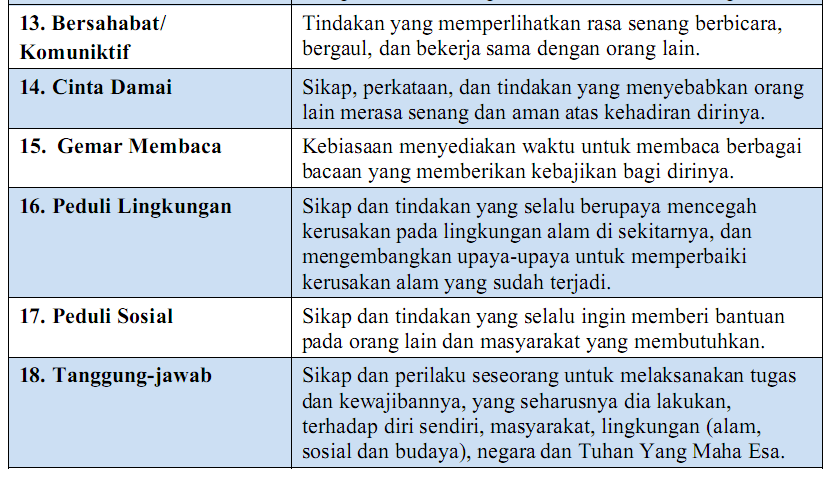 13. Bersahabat/
Komuniktif
Tindakan yang memperlihatkan rasa senang berbicara,
bergaul, dan bekerja sama dengan orang lain.
14. Cinta Damai
Sikap, perkataan, dan tindakan yang menyebabkan orang
lain merasa senang dan aman atas kehadiran dirinya.
15. Gemar Membaca
Kebiasaan menyediakan waktu untuk membaca berbagai
bacaan yang memberikan kebajikan bagi dirinya.
16. Peduli Lingkungan
Sikap dan tindakan yang selalu berupaya mencegah
kerusakan pada lingkungan alam di sekitarnya, dan
mengembangkan upaya-upaya untuk memperbaiki
kerusakan alam yang sudah terjadi.
17. Peduli Sosial
Sikap dan tindakan yang selalu ingin memberi bantuan
pada orang lain dan masyarakat yang membutuhkan.
18. Tanggung-jawab
Sikap dan perilaku seseorang untuk melaksanakan tugas
dan kewajibannya, yang seharusnya dia lakukan,
terhadap diri sendiri, masyarakat, lingkungan (alam,
sosial dan budaya), negara dan Tuhan Yang Maha Esa.